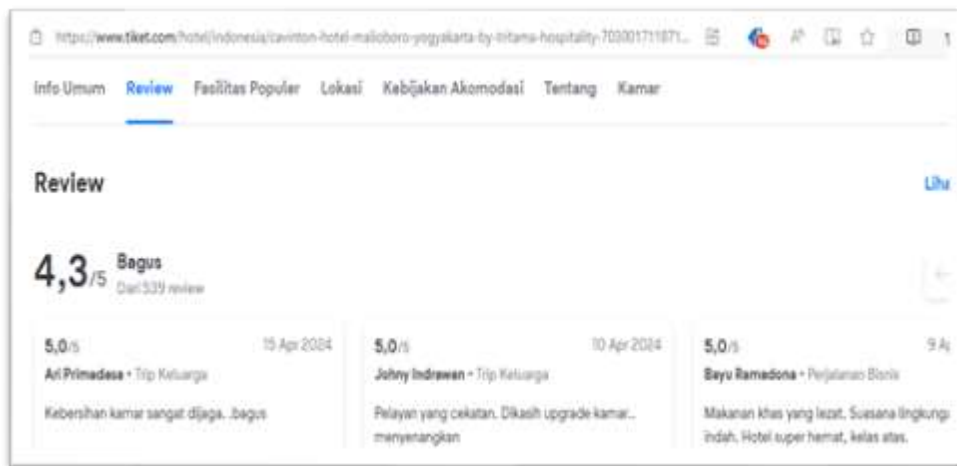 https://www.tiket.com/hotel/indonesia/cavinton-hotel-malioboro-yogyakarta-by-tritama-hospitality-703001711871...
Info Umum Review Fasilitas Populer Lokasi Kebijakan Akomodasi Tentang Kamar
Review Liha
4,3/5 Bagus
Dari 539 review
5,0/5 15 Apr 2024
Ari Primadasa • Trip Keluarga
Kebersihan kamar sangat dijaga. .bagus
5,0/5 10 Apr 2024
Johny Indrawan • Trip Keluarga
Pelayan yang cekatan. Dikasih upgrade kamar..
menyenangkan
5,0/5 9 A
Bayu Ramadona • Perjalanan Bisnis
Makanan khas yang lezat. Suasana lingkunga
indah. Hotel super hemat, kelas atas.